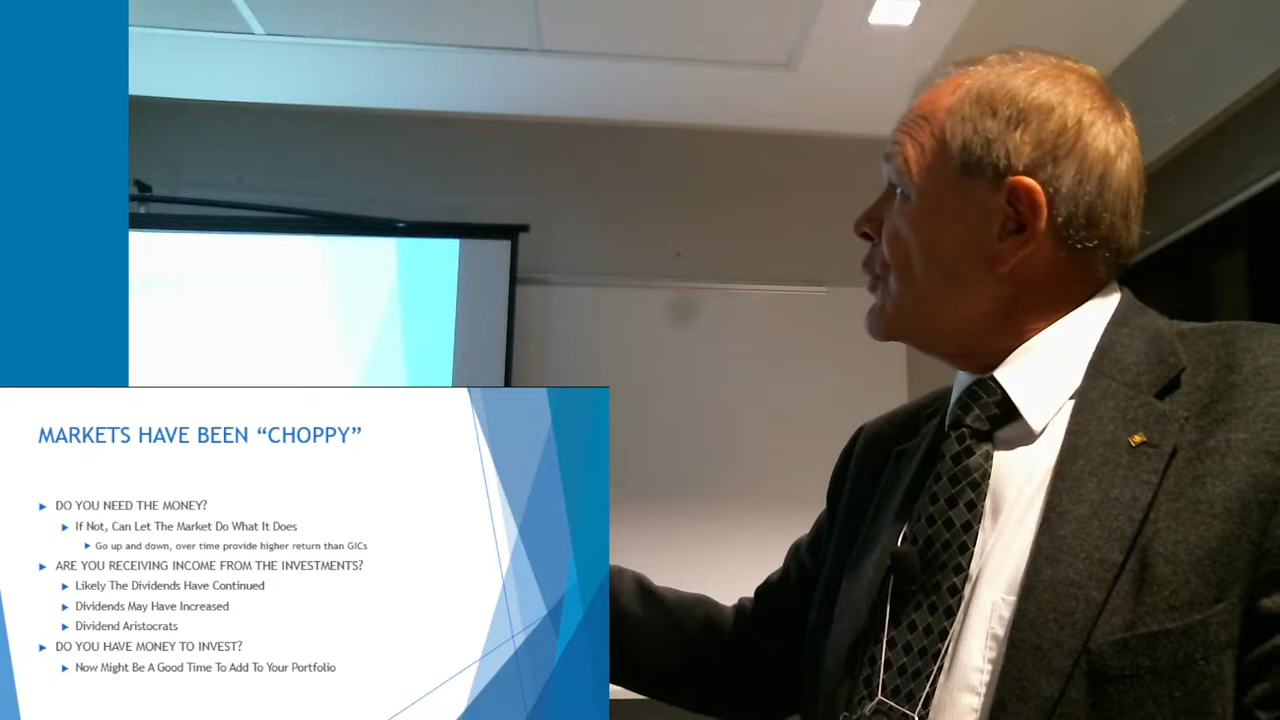 MARKETS HAVE BEEN “CHOPPY”
DO YOU NEED THE MONEY?
If Not, Can Let The Market Do What It Does
Go up and down, over time provide higher return than GICs
ARE YOU RECEIVING INCOME FROM THE INVESTMENTS?
Likely The Dividends Have Continued
Dividends May Have Increased
Dividend Aristocrats
DO YOU HAVE MONEY TO INVEST?
Now Might Be A Good Time To Add To Your Portfolio